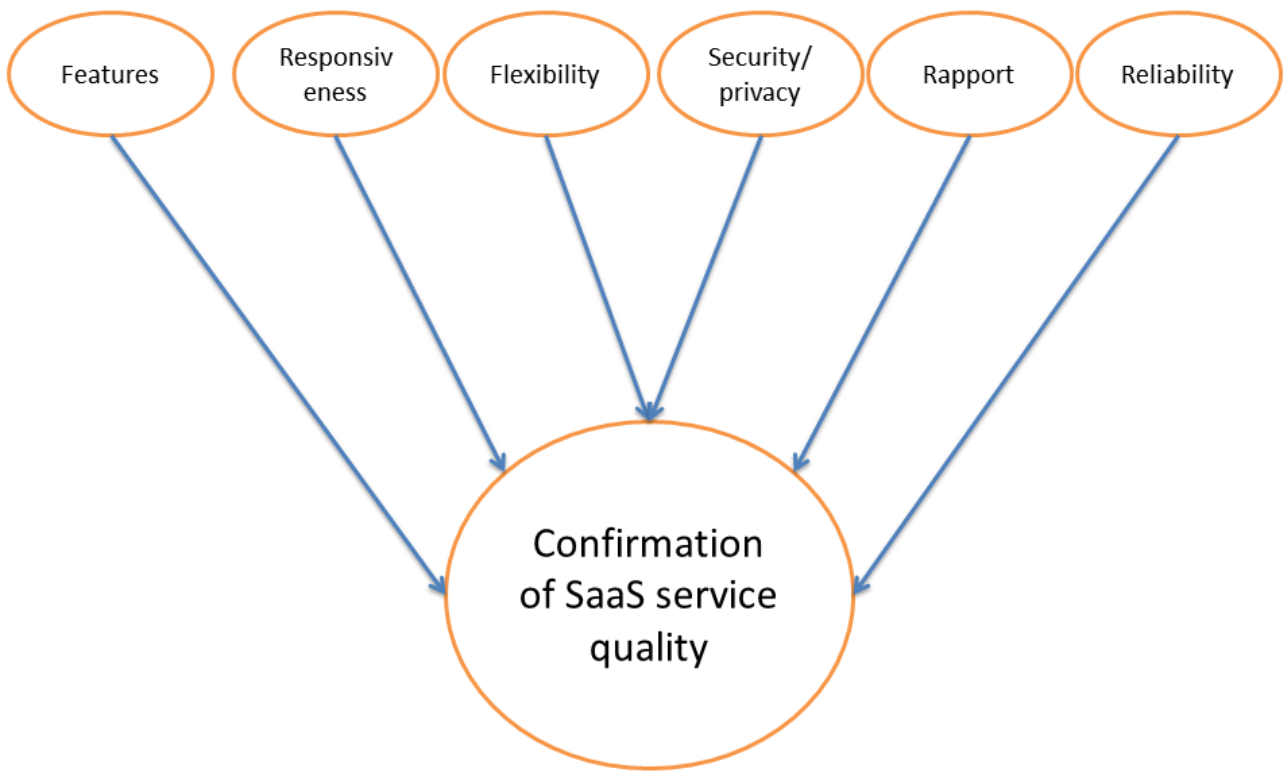 Features
Responsiv
eness
Flexibility
Security/
privacy
Rapport
Reliability
Confirmation
of SaaS service
quality